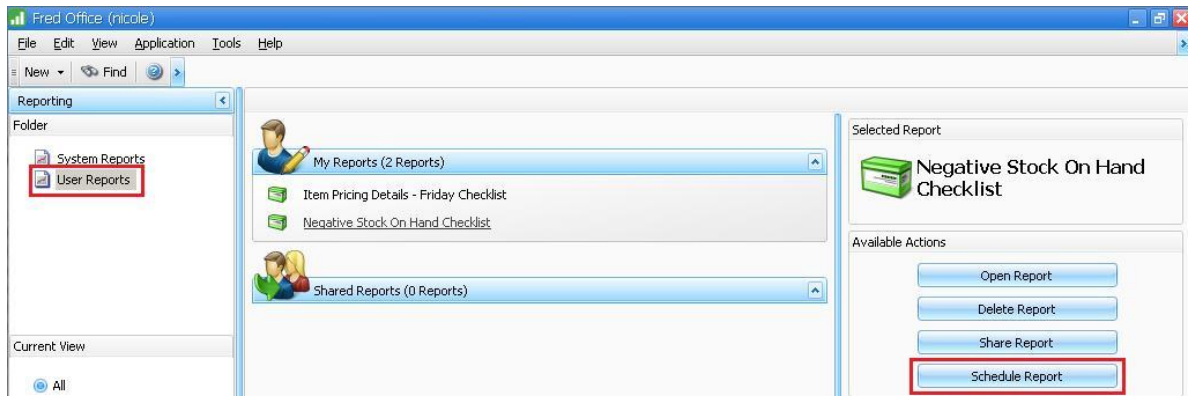 Fred Office (nicole)
File Edit View Application Tools Help
New Find
Reporting
Folder
System Reports
User Reports
Current View
All
My Reports (2 Reports)
Item Pricing Details - Friday Checklist
Negative Stock On Hand Checklist
Shared Reports (0 Reports)
Selected Report
Negative Stock On Hand
Checklist
Available Actions
Open Report
Delete Report
Share Report
Schedule Report